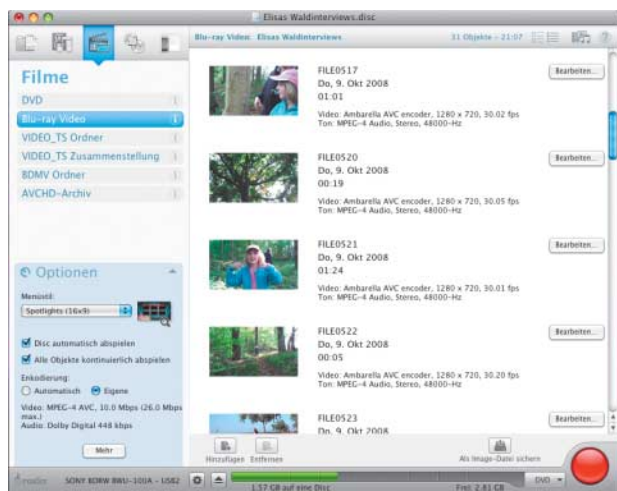 Elisas Waldinterviews.disc
Blu-ray Video: Elisas Waldinterviews
31 Objekte - 21:07
Filme
DVD
Blu-ray Video
VIDEO_TS Ordner
VIDEO_TS Zusammenstellung
BDMV Ordner
AVCHD-Archiv
Optionen
Menüstil:
Spotlights (16x9)
Disc automatisch abspielen
Alle Objekte kontinuierlich abspielen
Enkodierung:
Automatisch Eigene
Video: MPEG-4 AVC, 10.0 Mbps (26.0 Mbps
max.)
Audio: Dolby Digital 448 kbps
Mehr
FILE0517
Do, 9. Okt 2008
01:01
Video: Ambarella AVC encoder, 1280 x 720, 30.02 fps
Ton: MPEG-4 Audio, Stereo, 48000-Hz
Bearbeiten...
FILE0520
Do, 9. Okt 2008
00:19
Video: Ambarella AVC encoder, 1280 x 720, 30.05 fps
Ton: MPEG-4 Audio, Stereo, 48000-Hz
Bearbeiten...
FILE0521
Do, 9. Okt 2008
01:24
Video: Ambarella AVC encoder, 1280 x 720, 30.01 fps
Ton: MPEG-4 Audio, Stereo, 48000-Hz
Bearbeiten...
FILE0522
Do, 9. Okt 2008
00:05
Video: Ambarella AVC encoder, 1280 x 720, 30.20 fps
Ton: MPEG-4 Audio, Stereo, 48000-Hz
Bearbeiten...
FILE0523
Do, 9. Okt 2008
Bearbeiten...
Hinzufügen Entfernen
Als Image-Datei sichern
roxio
SONY BDRW BWU-100A - USB2
1.57 GB auf eine Disc
Frei: 2.81 GB
DVD